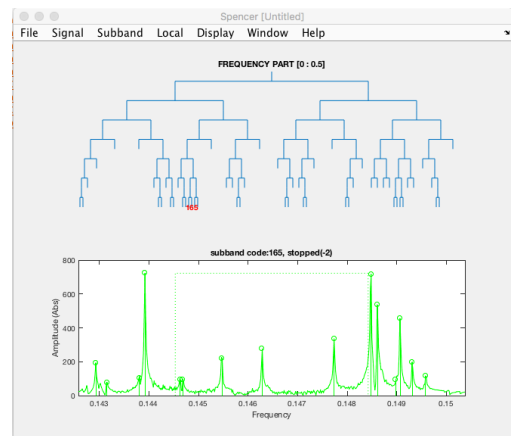 Spencer [Untitled]
File Signal Subband Local Display Window Help
FREQUENCY PART [0 : 0.5]
165
subband code:165, stopped(-2)
800
600
400
200
0
Amplitude (Abs)
0.143 0.144 0.145 0.146 0.147 0.148 0.149 0.15
Frequency